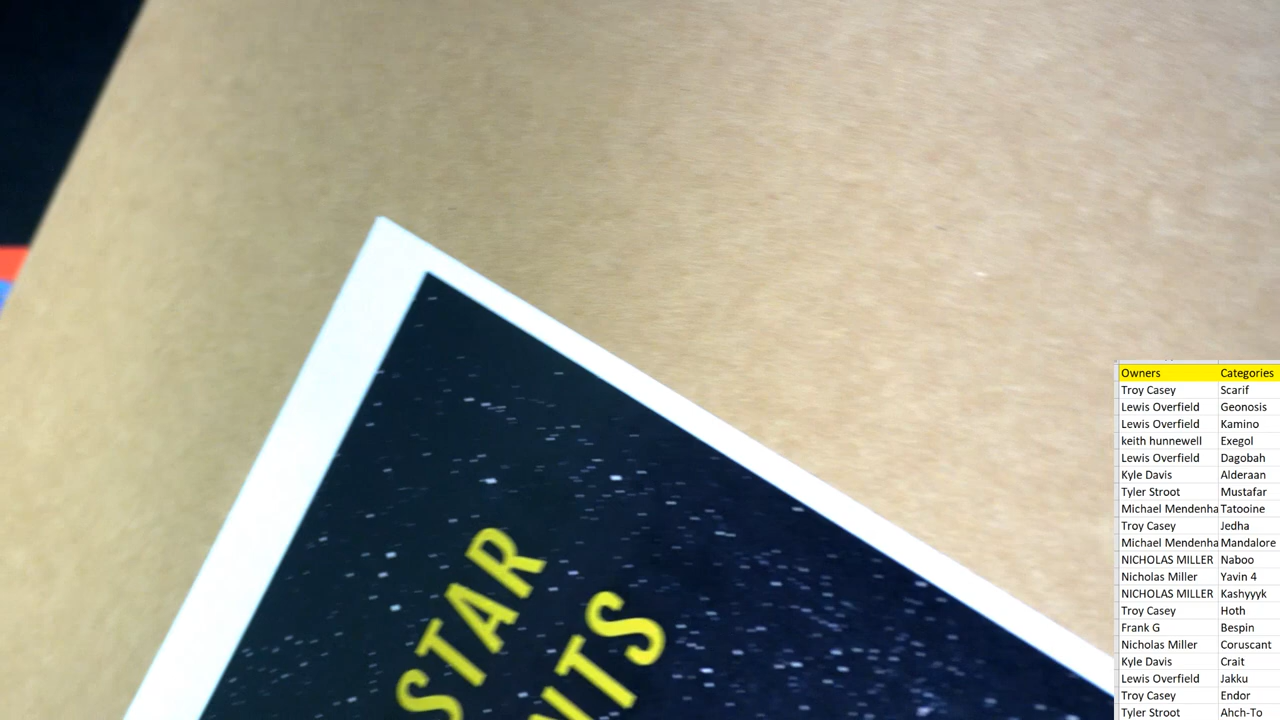 STAR
NTS
Owners Categories
Troy Casey Scarif
Lewis Overfield Geonosis
Lewis Overfield Kamino
keith hunnewell Exegol
Lewis Overfield Dagobah
Kyle Davis Alderaan
Tyler Stroot Mustafar
Michael Mendenha Tatooine
Troy Casey Jedha
Michael Mendenha Mandalore
NICHOLAS MILLER Naboo
Nicholas Miller Yavin 4
NICHOLAS MILLER Kashyyyk
Troy Casey Hoth
Frank G Bespin
Nicholas Miller Coruscant
Kyle Davis Crait
Lewis Overfield Jakku
Troy Casey Endor
Tyler Stroot Ahch-To